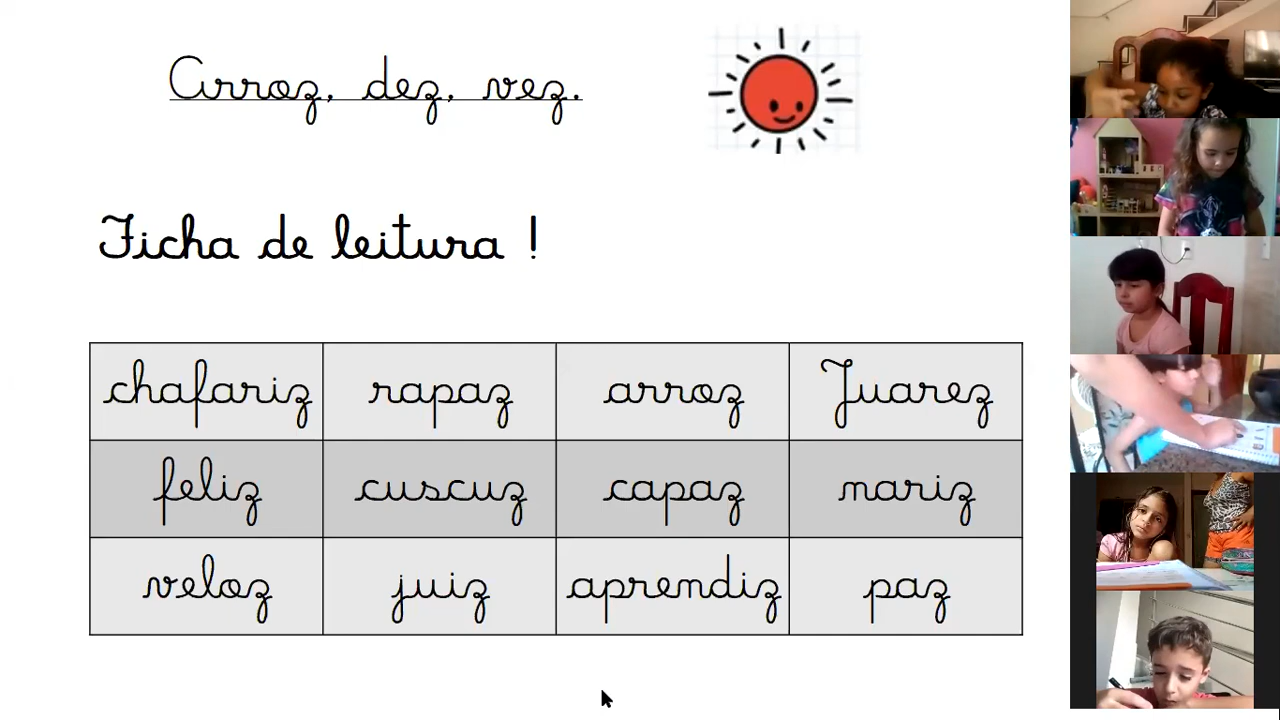 Arroz, dez, vez.
Ficha de leitura !
chafariz rapaz arroz Juarez
feliz cuscuz capaz nariz
veloz juiz aprendiz paz